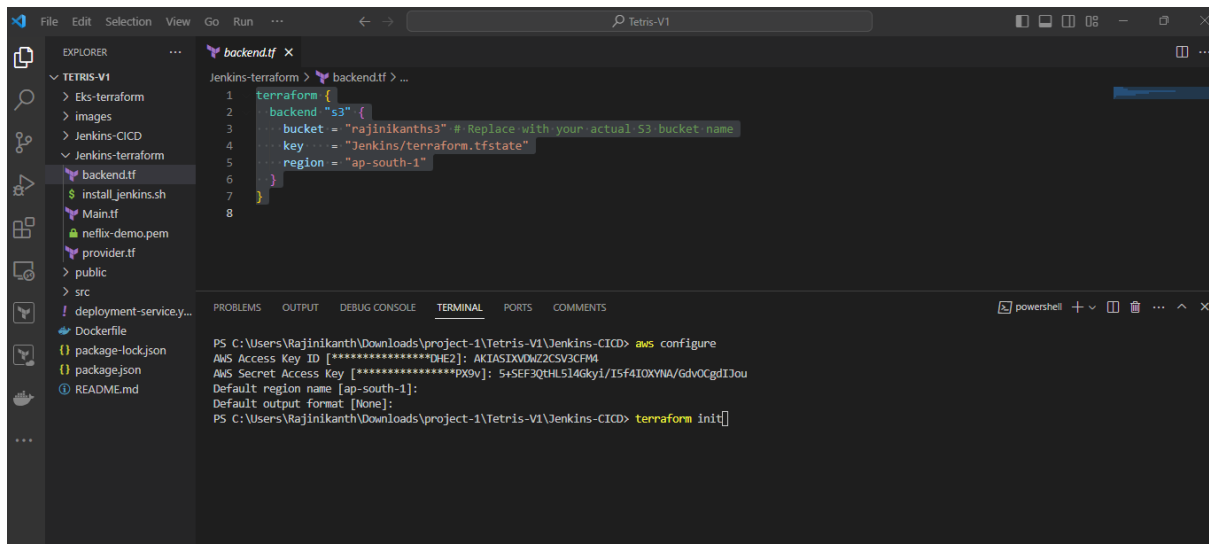 File Edit Selection View Go Run ··· Tetris-V1
EXPLORER ···
TETRIS-V1
Eks-terraform
images
Jenkins-CICD
Jenkins-terraform
backend.tf
install_jenkins.sh
Main.tf
neflix-demo.pem
provider.tf
public
src
deployment-service.y...
Dockerfile
package-lock.json
package.json
README.md
backend.tf
Jenkins-terraform > backend.tf > ...
1 terraform {
2 backend "s3" {
3 bucket = "rajinikanths3" # Replace with your actual S3 bucket name
4 key = "Jenkins/terraform.tfstate"
5 region = "ap-south-1"
6 }
7 }
8
PROBLEMS OUTPUT DEBUG CONSOLE TERMINAL PORTS COMMENTS powershell
PS C:\Users\Rajinikanth\Downloads\project-1\Tetris-V1\Jenkins-CICD> aws configure
AWS Access Key ID [****************DHE2]:
AWS Secret Access Key [****************PX9v]:
Default region name [ap-south-1]:
Default output format [None]:
PS C:\Users\Rajinikanth\Downloads\project-1\Tetris-V1\Jenkins-CICD> terraform init